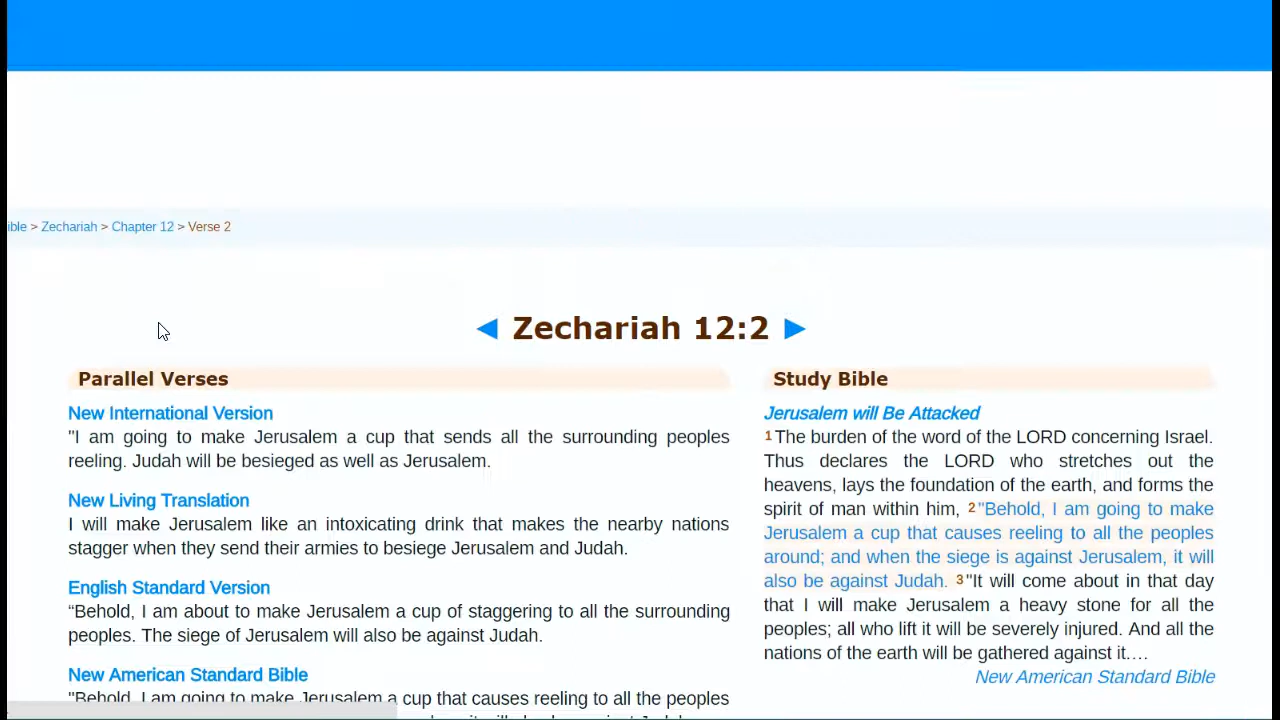 ible > Zechariah > Chapter 12 > Verse 2
◄ Zechariah 12:2 ►
Parallel Verses
New International Version
"I am going to make Jerusalem a cup that sends all the surrounding peoples
reeling. Judah will be besieged as well as Jerusalem.
New Living Translation
I will make Jerusalem like an intoxicating drink that makes the nearby nations
stagger when they send their armies to besiege Jerusalem and Judah.
English Standard Version
“Behold, I am about to make Jerusalem a cup of staggering to all the surrounding
peoples. The siege of Jerusalem will also be against Judah.
New American Standard Bible
"Behold, I am going to make Jerusalem a cup that causes reeling to all the peoples
Study Bible
Jerusalem will Be Attacked
1 The burden of the word of the LORD concerning Israel.
Thus declares the LORD who stretches out the
heavens, lays the foundation of the earth, and forms the
spirit of man within him, 2 "Behold, I am going to make
Jerusalem a cup that causes reeling to all the peoples
around; and when the siege is against Jerusalem, it will
also be against Judah. 3 "It will come about in that day
that I will make Jerusalem a heavy stone for all the
peoples; all who lift it will be severely injured. And all the
nations of the earth will be gathered against it.…
New American Standard Bible